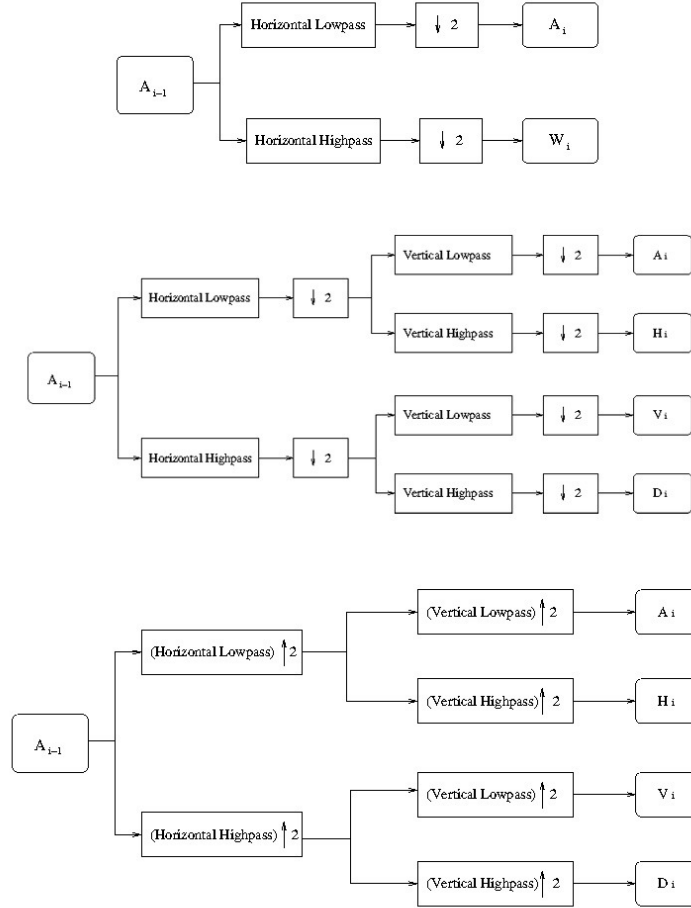 Horizontal Lowpass ↓ 2 A i
A i–1
Horizontal Highpass ↓ 2 W i
Vertical Lowpass ↓ 2 A i
Horizontal Lowpass ↓ 2
Vertical Highpass ↓ 2 H i
A i–1
Vertical Lowpass ↓ 2 V i
Horizontal Highpass ↓ 2
Vertical Highpass ↓ 2 D i
(Vertical Lowpass) ↑ 2 A i
(Horizontal Lowpass) ↑ 2
(Vertical Highpass) ↑ 2 H i
A i–1
(Vertical Lowpass) ↑ 2 V i
(Horizontal Highpass) ↑ 2
(Vertical Highpass) ↑ 2 D i